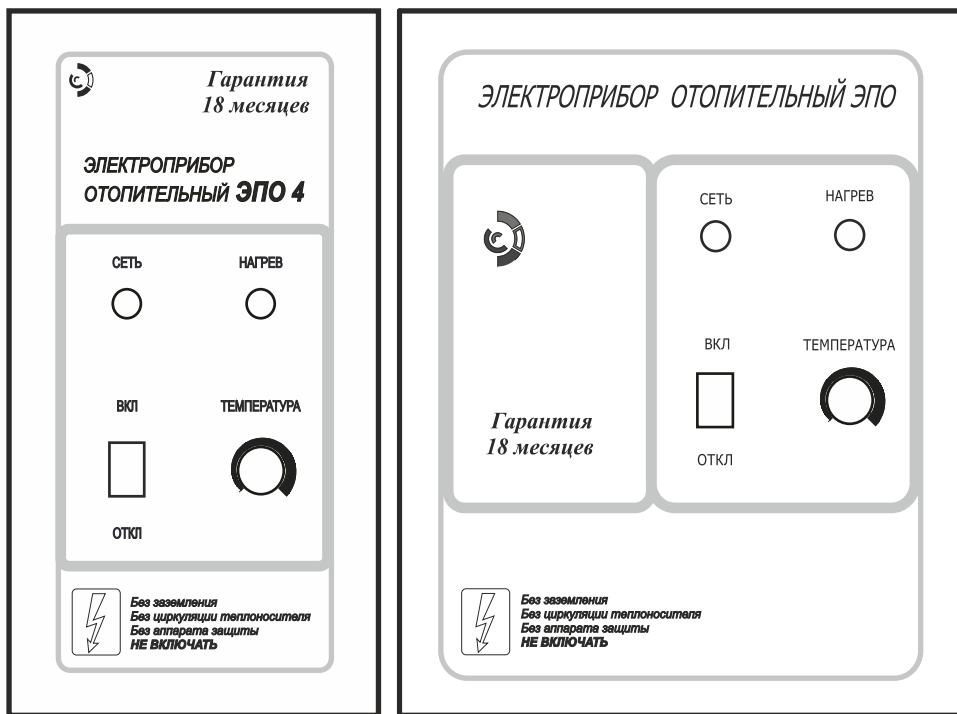 Гарантия
18 месяцев
ЭЛЕКТРОПРИБОР
ОТОПИТЕЛЬНЫЙ ЭПО 4
СЕТЬ НАГРЕВ
ВКЛ ТЕМПЕРАТУРА
ОТКЛ
Без заземления
Без циркуляции теплоносителя
Без аппарата защиты
НЕ ВКЛЮЧАТЬ
ЭЛЕКТРОПРИБОР ОТОПИТЕЛЬНЫЙ ЭПО
Гарантия
18 месяцев
СЕТЬ НАГРЕВ
ВКЛ ТЕМПЕРАТУРА
ОТКЛ
Без заземления
Без циркуляции теплоносителя
Без аппарата защиты
НЕ ВКЛЮЧАТЬ